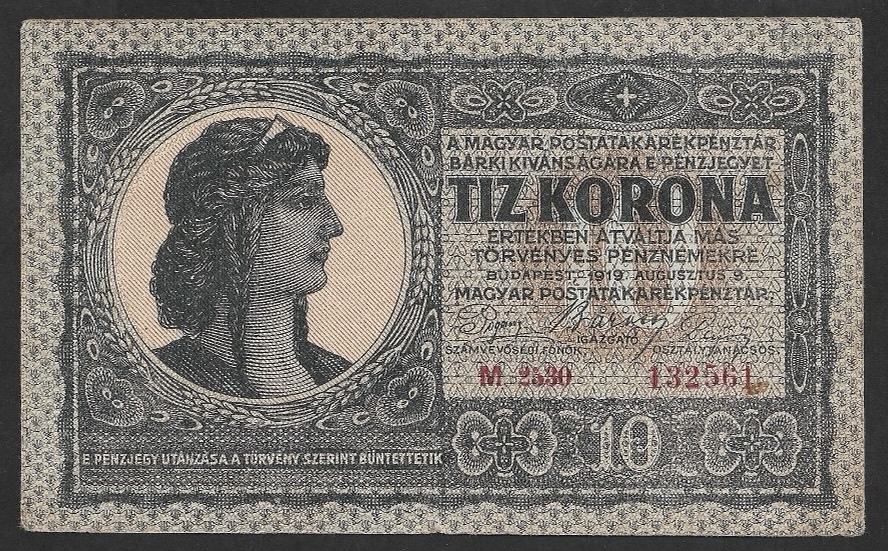 A MAGYAR POSTATAKARÉKPÉNZTÁR
BÁRKI KÍVÁNSÁGÁRA E PÉNZJEGYET
TIZ KORONA
ÉRTÉKBEN ÁTVÁLTJA MÁS
TÖRVÉNYES PÉNZNEMEKRE
BUDAPEST, 1919 AUGUSZTUS 9.
MAGYAR POSTATAKARÉKPÉNZTÁR.
IGAZGATÓ
SZÁMVEVŐSÉGI FŐNÖK. OSZTÁLYTANÁCSOS.
M 2530 132561
E PÉNZJEGY UTÁNZÁSA A TÖRVÉNY SZERINT BÜNTETTETIK
10